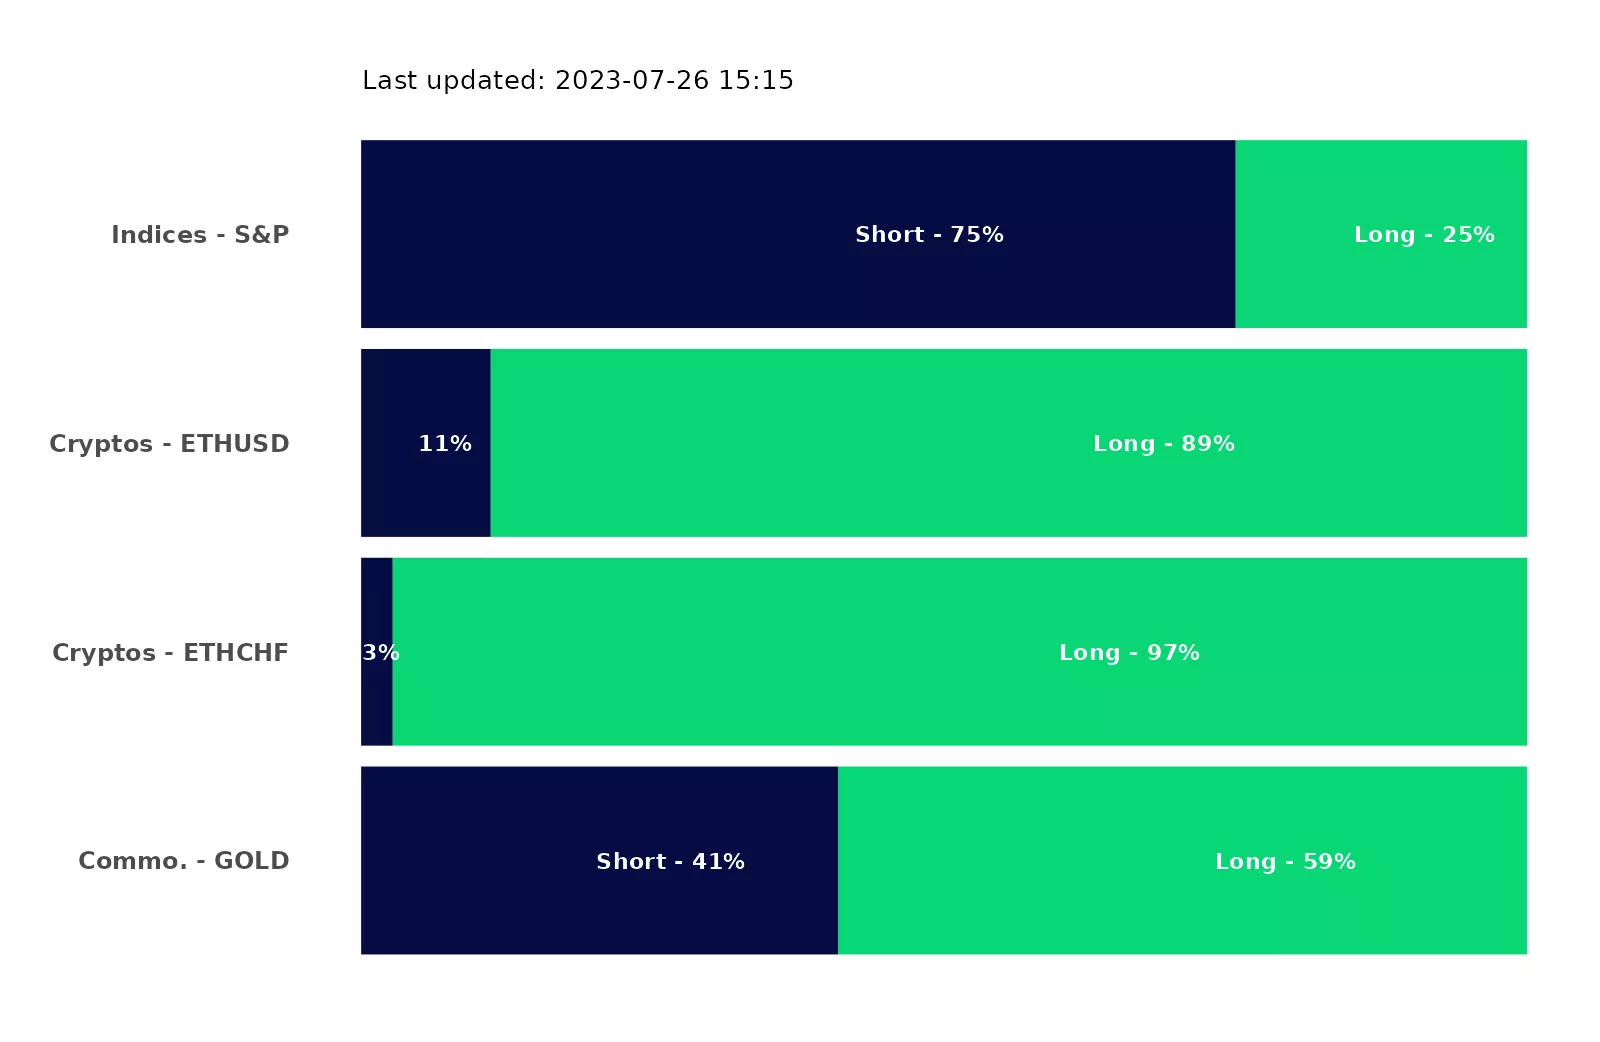 Last updated: 2023-07-26 15:15
Indices - S&P
Short - 75%
Long - 25%
Cryptos - ETHUSD
11%
Long - 89%
Cryptos - ETHCHF
3%
Long - 97%
Commo. - GOLD
Short - 41%
Long - 59%